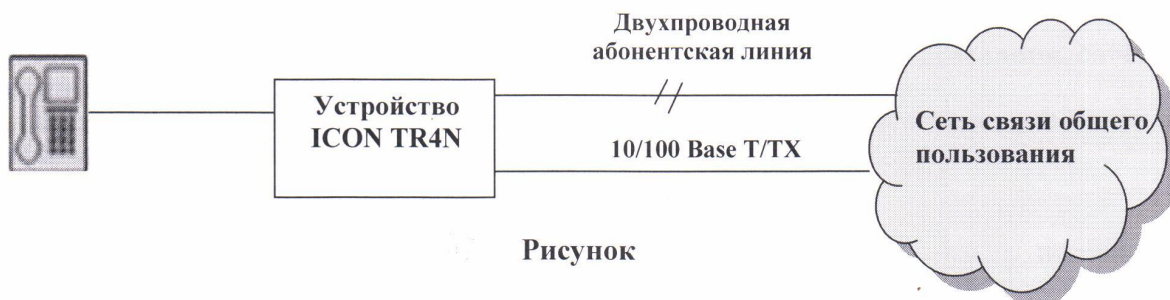 Двухпроводная
абонентская линия
Устройство
ICON TR4N
10/100 Base T/TX
Сеть связи общего
пользования
Рисунок